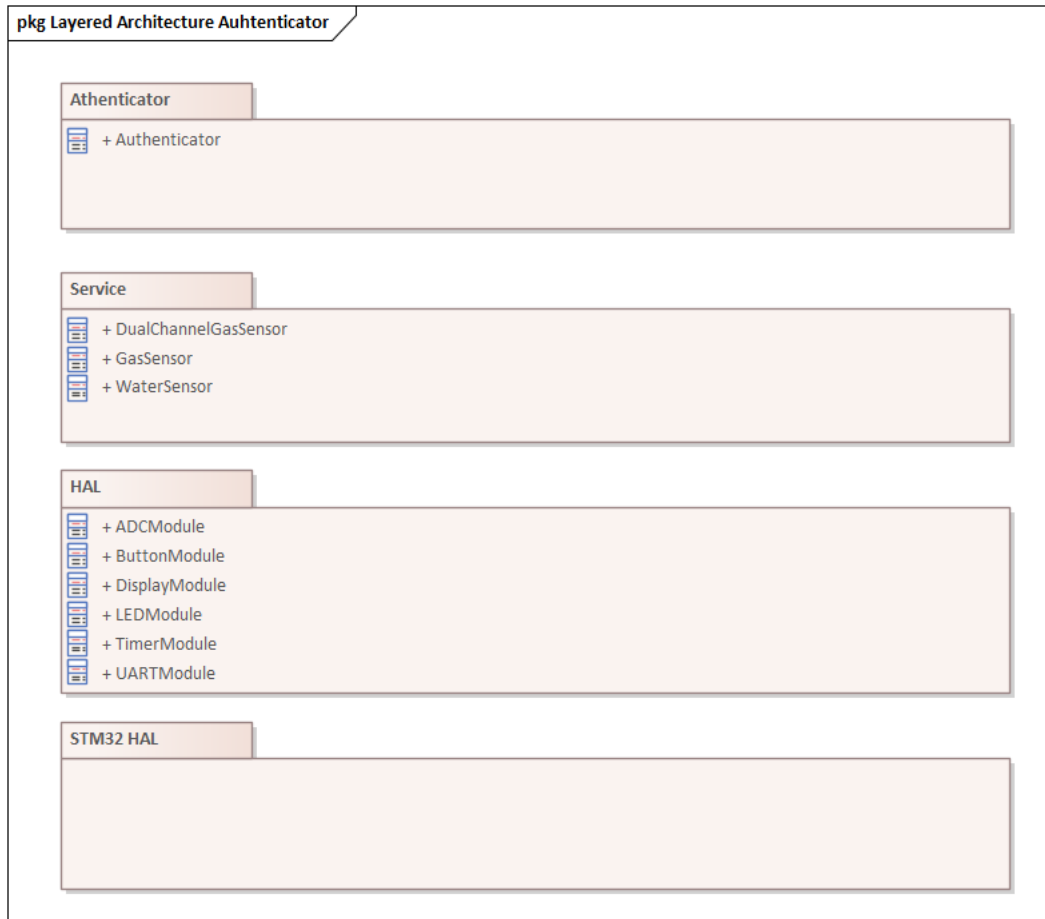 pkg Layered Architecture Auhtenticator
Athenticator
+ Authenticator
Service
+ DualChannelGasSensor
+ GasSensor
+ WaterSensor
HAL
+ ADCModule
+ ButtonModule
+ DisplayModule
+ LEDModule
+ TimerModule
+ UARTModule
STM32 HAL